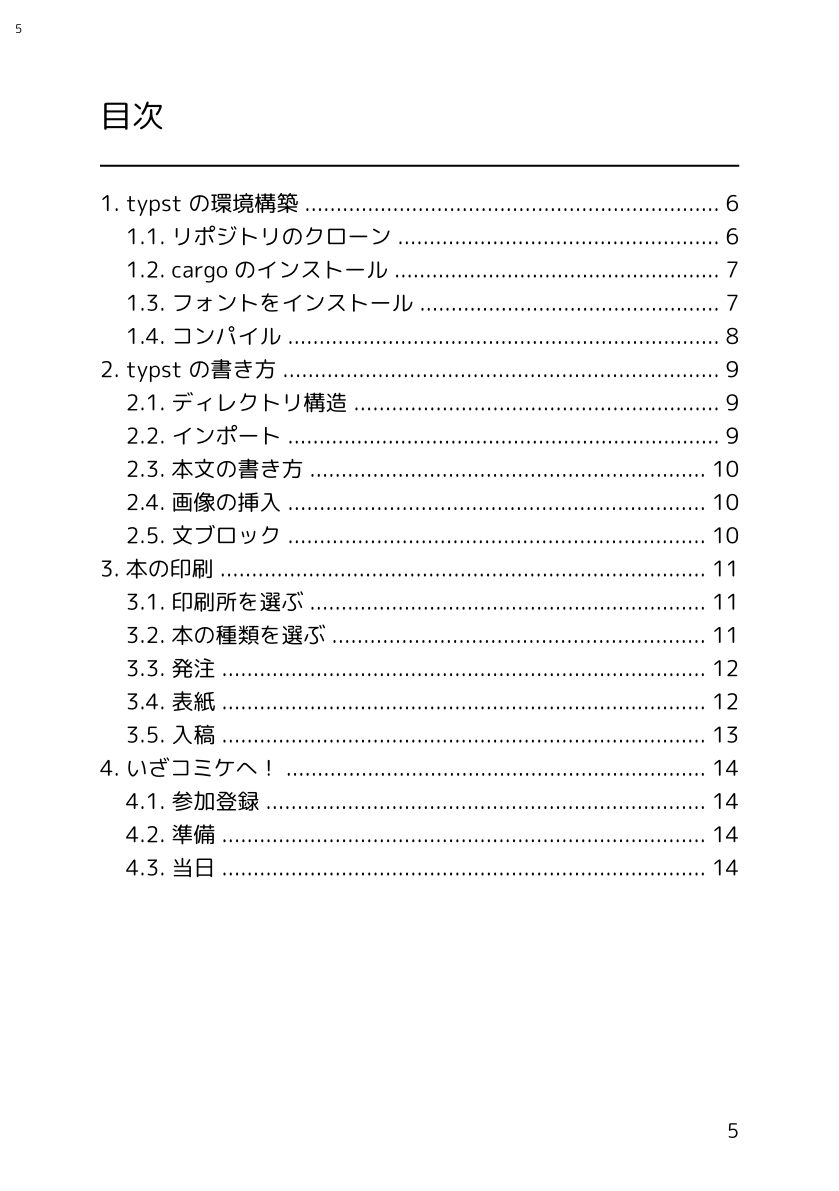 5
目次
1. typst の環境構築 .................................................................. 6
1.1. リポジトリのクローン ................................................... 6
1.2. cargo のインストール .................................................... 7
1.3. フォントをインストール ................................................ 7
1.4. コンパイル ..................................................................... 8
2. typst の書き方 ...................................................................... 9
2.1. ディレクトリ構造 .......................................................... 9
2.2. インポート ..................................................................... 9
2.3. 本文の書き方 ............................................................... 10
2.4. 画像の挿入 .................................................................. 10
2.5. 文ブロック .................................................................. 10
3. 本の印刷 ............................................................................. 11
3.1. 印刷所を選ぶ ............................................................... 11
3.2. 本の種類を選ぶ ........................................................... 11
3.3. 発注 ............................................................................. 12
3.4. 表紙 ............................................................................. 12
3.5. 入稿 ............................................................................. 13
4. いざコミケへ！ ................................................................... 14
4.1. 参加登録 ...................................................................... 14
4.2. 準備 ............................................................................. 14
4.3. 当日 ............................................................................. 14
5